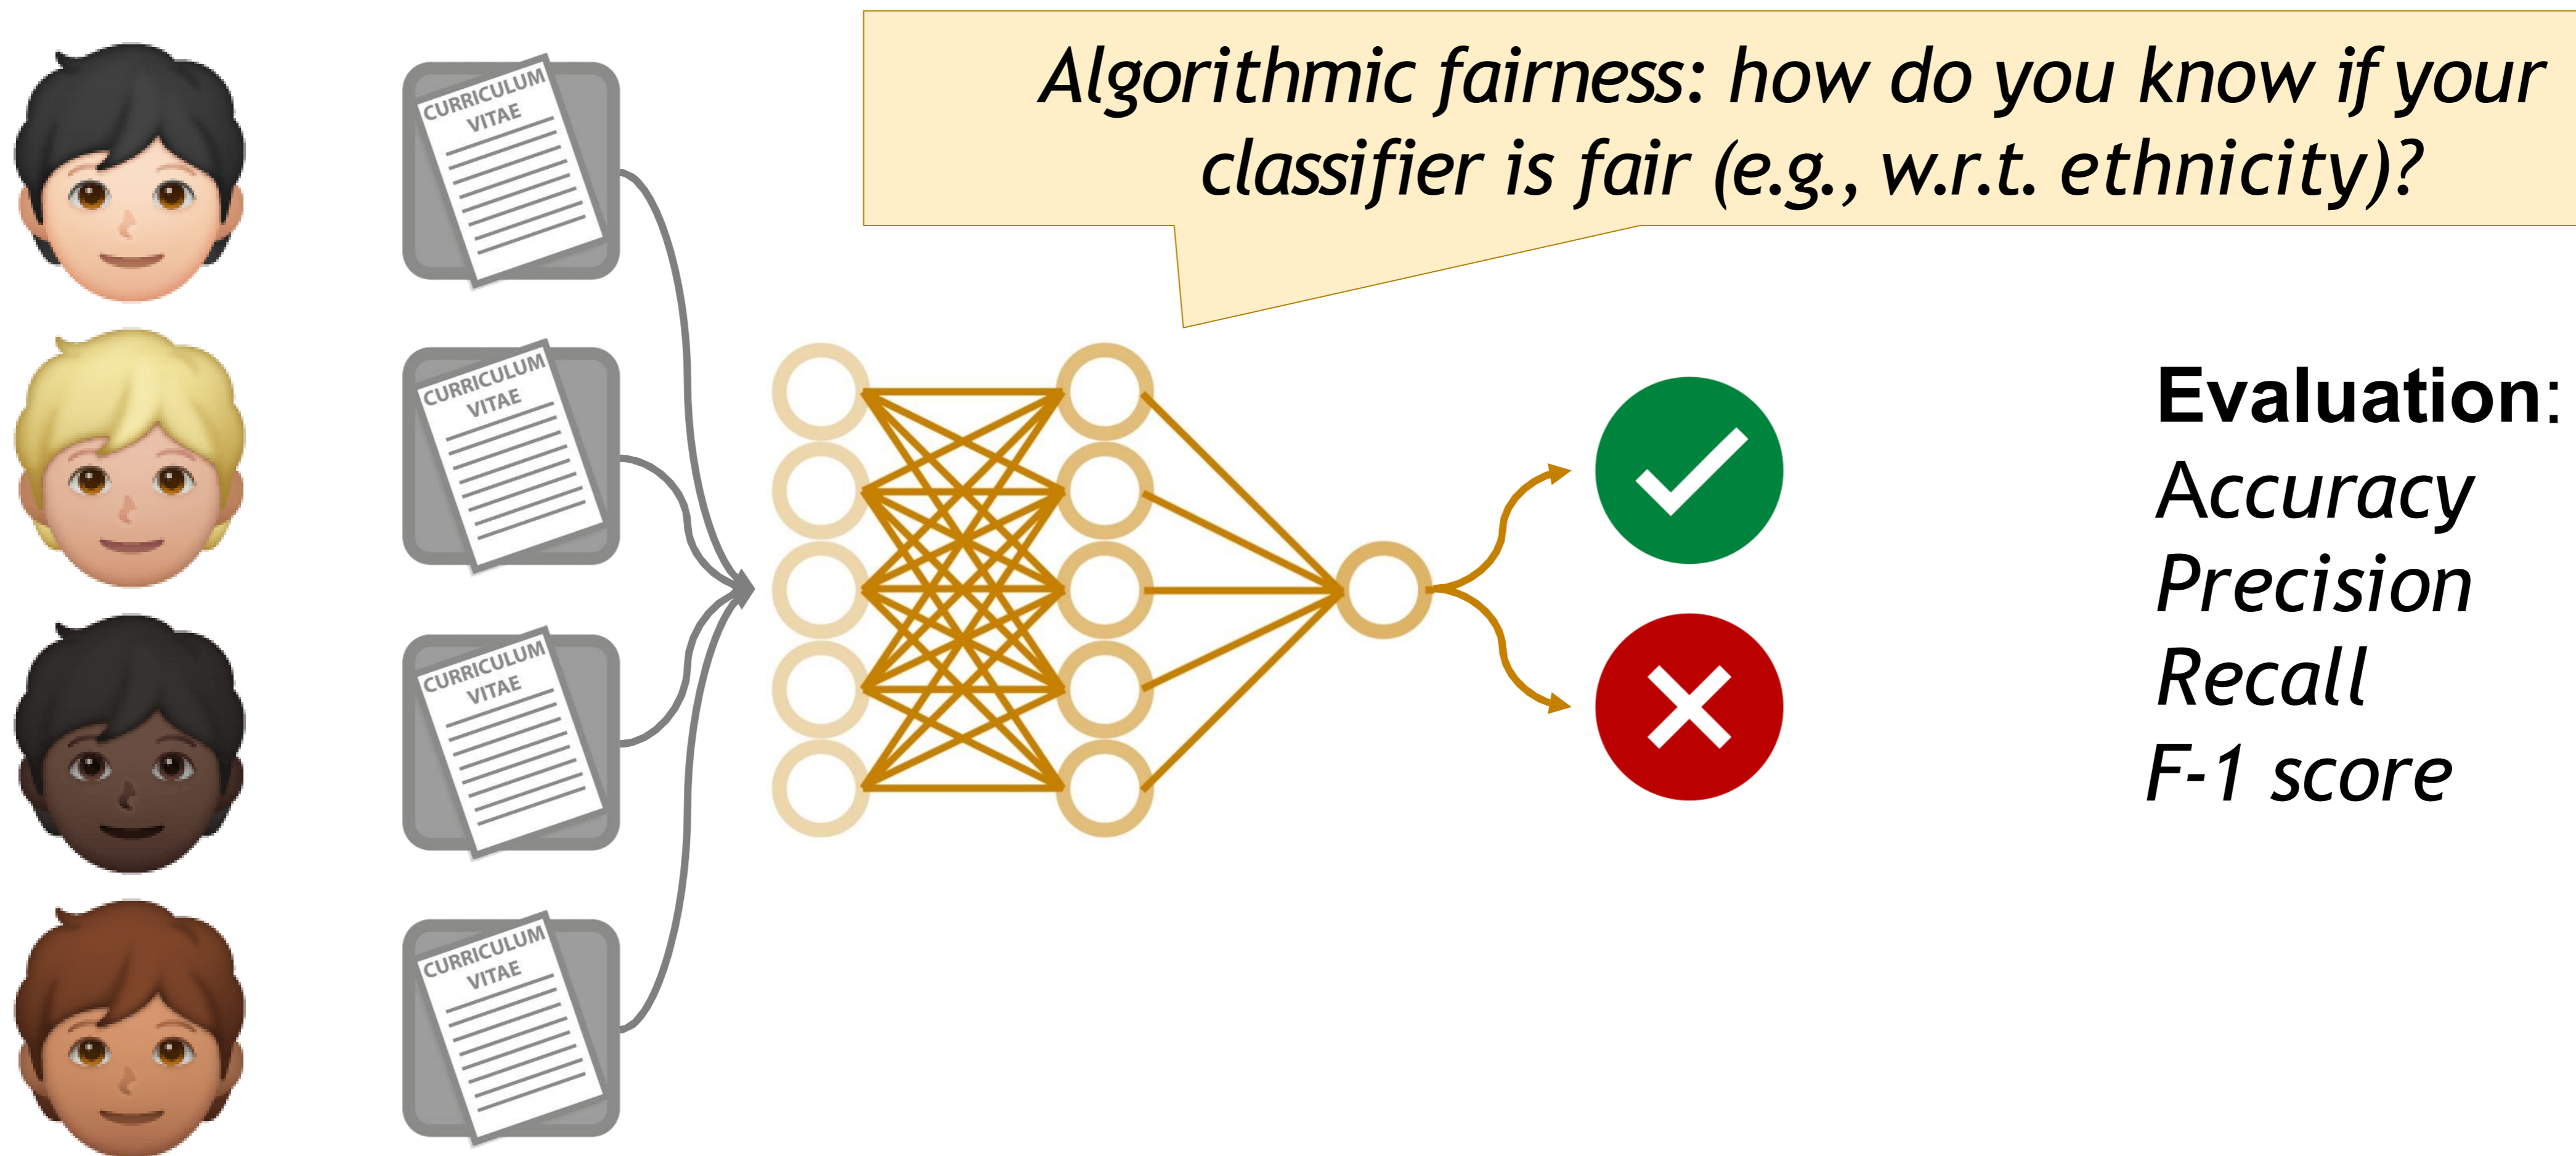 Algorithmic fairness: how do you know if your
classifier is fair (e.g., w.r.t. ethnicity)?
CURRICULUM
VITAE
CURRICULUM
VITAE
CURRICULUM
VITAE
CURRICULUM
VITAE
Evaluation:
Accuracy
Precision
Recall
F-1 score